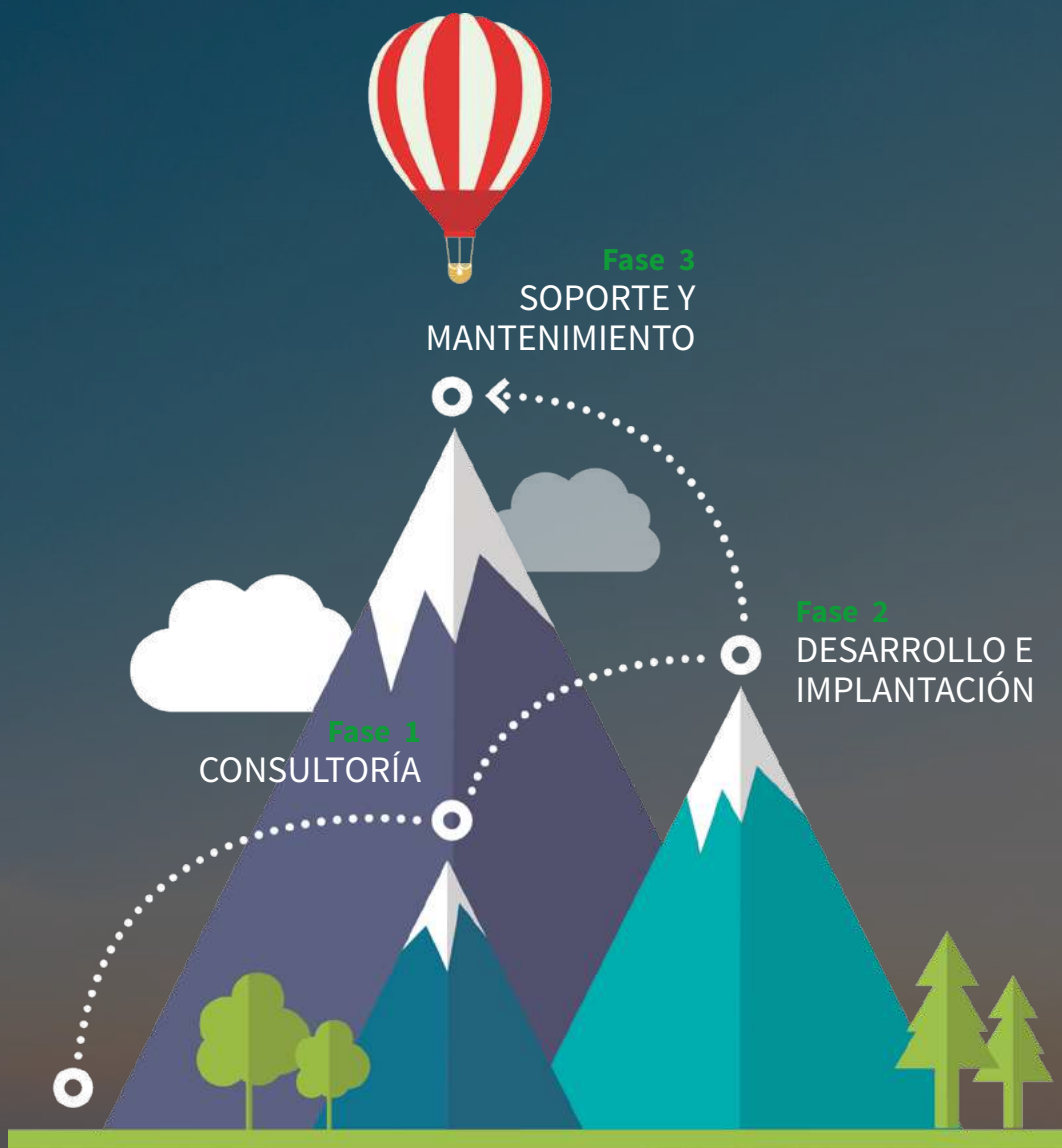 Fase 3
SOPORTE Y
MANTENIMIENTO
Fase 2
DESARROLLO E
IMPLANTACIÓN
Fase 1
CONSULTORÍA